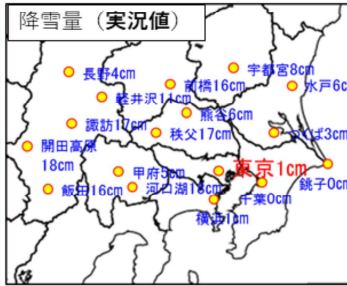 降雪量（実況値）
長野4cm
宇都宮8cm
軽井沢11cm
前橋16cm
水戸6c
熊谷6cm
諏訪17cm
秩父17cm
つくば3cm
開田高原
18cm
甲府5cm
東京1cm
飯田16cm
河口湖18cm
千葉0cm
銚子0cm
横浜1cm